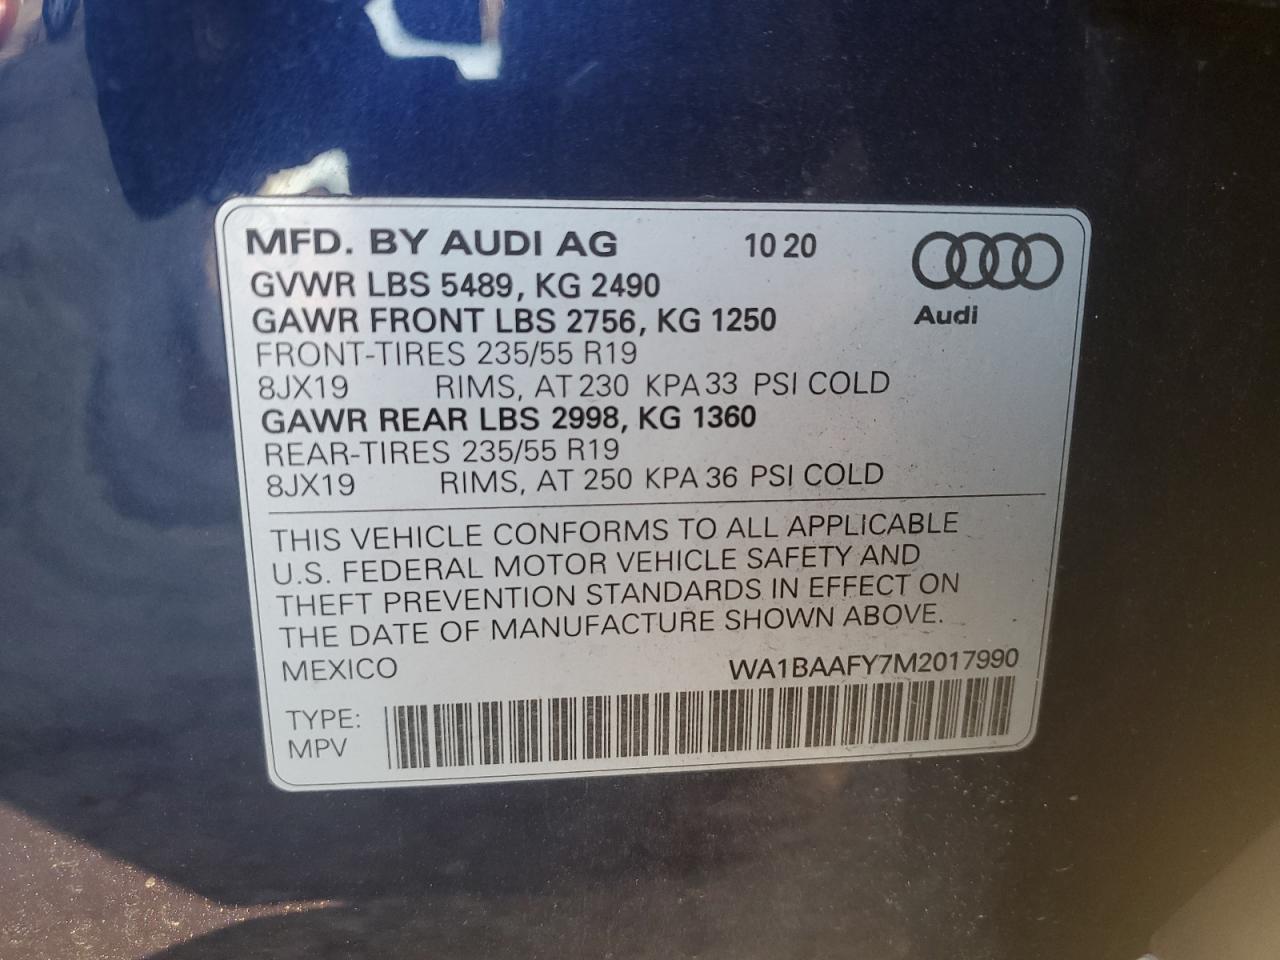 MFD. BY AUDI AG 10 20
GVWR LBS 5489, KG 2490
GAWR FRONT LBS 2756, KG 1250
Audi
FRONT-TIRES 235/55 R19
8JX19 RIMS, AT 230 KPA 33 PSI COLD
GAWR REAR LBS 2998, KG 1360
REAR-TIRES 235/55 R19
8JX19 RIMS, AT 250 KPA 36 PSI COLD
THIS VEHICLE CONFORMS TO ALL APPLICABLE
U.S. FEDERAL MOTOR VEHICLE SAFETY AND
THEFT PREVENTION STANDARDS IN EFFECT ON
THE DATE OF MANUFACTURE SHOWN ABOVE.
MEXICO WA1BAAFY7M2017990
TYPE:
MPV